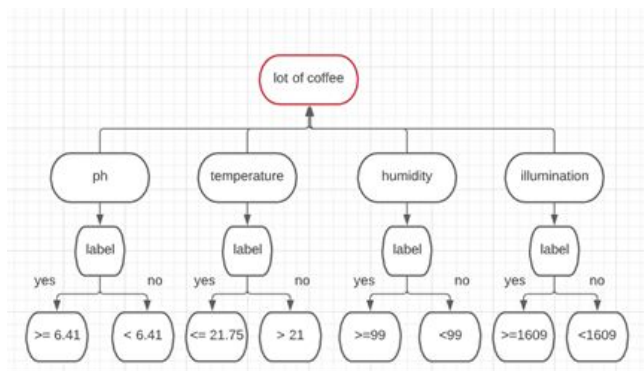 lot of coffee
ph temperature humidity illumination
label label label label
yes no yes no yes no yes no
>= 6.41 < 6.41 <= 21.75 > 21 >=99 <99 >=1609 <1609